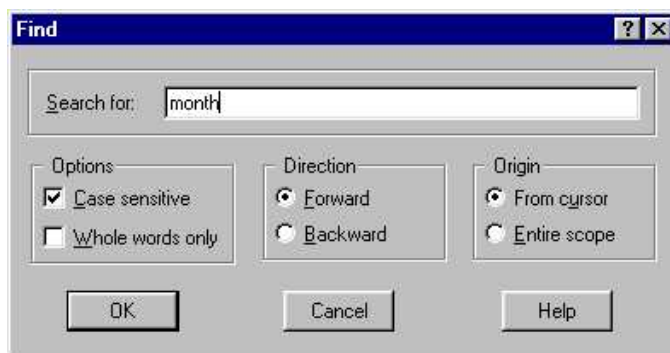 Find
Search for: month
Options Direction Origin
Case sensitive Forward From cursor
Whole words only Backward Entire scope
OK Cancel Help